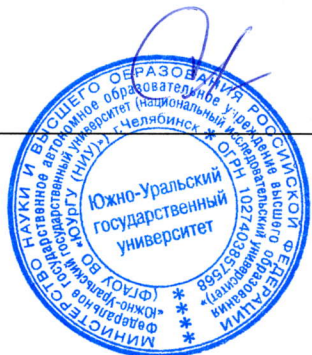 МИНИСТЕРСТВО НАУКИ И ВЫСШЕГО ОБРАЗОВАНИЯ РОССИЙСКОЙ ФЕДЕРАЦИИ
Федеральное государственное автономное образовательное учреждение высшего образования
«Южно-Уральский государственный университет (национальный исследовательский университет)»
(ФГАОУ ВО «ЮУрГУ (НИУ)») г.Челябинск * ОГРН 1027403857568
Южно-Уральский
государственный
университет